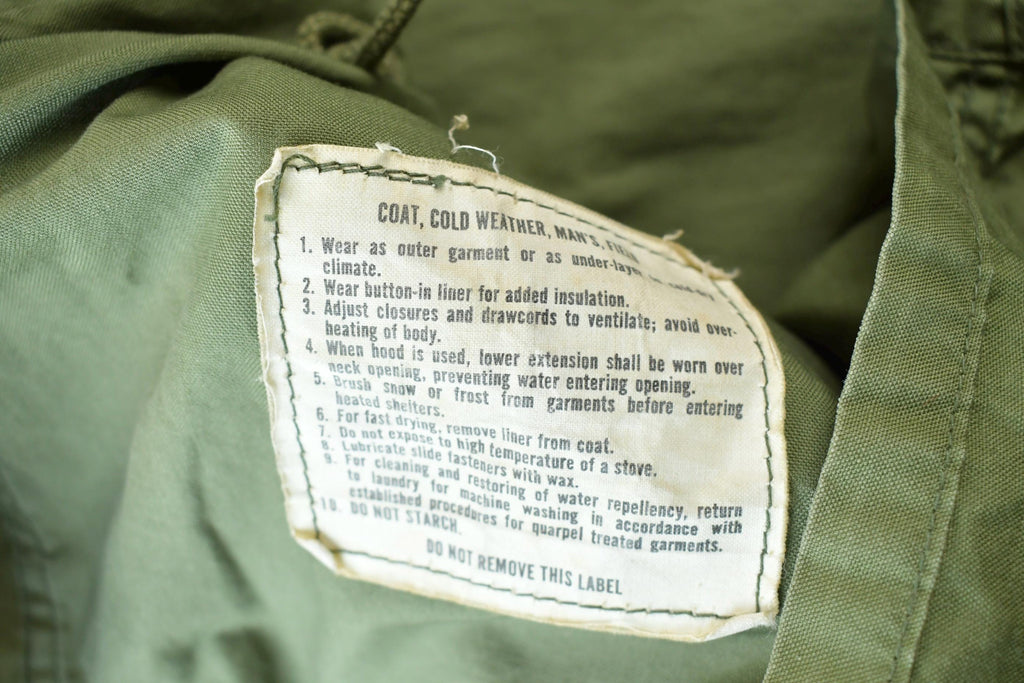 COAT, COLD WEATHER, MAN'S,
1. Wear as outer garment or as
climate.
2. Wear button-in liner for added insulation.
3. Adjust closures and drawcords to ventilate; avoid over-
heating of body.
4. When hood is used, lower extension shall be worn over
neck opening, preventing water entering opening.
5. Brush snow or frost from garments before entering
heated shelters.
6. For fast drying, remove liner from coat.
7. Do not expose to high temperature of a stove.
8. Lubricate slide fasteners with wax.
9. For cleaning and restoring of water repellency, return
to laundry for machine washing in accordance with
established procedures for quarpel treated garments.
10. DO NOT STARCH.
DO NOT REMOVE THIS LABEL